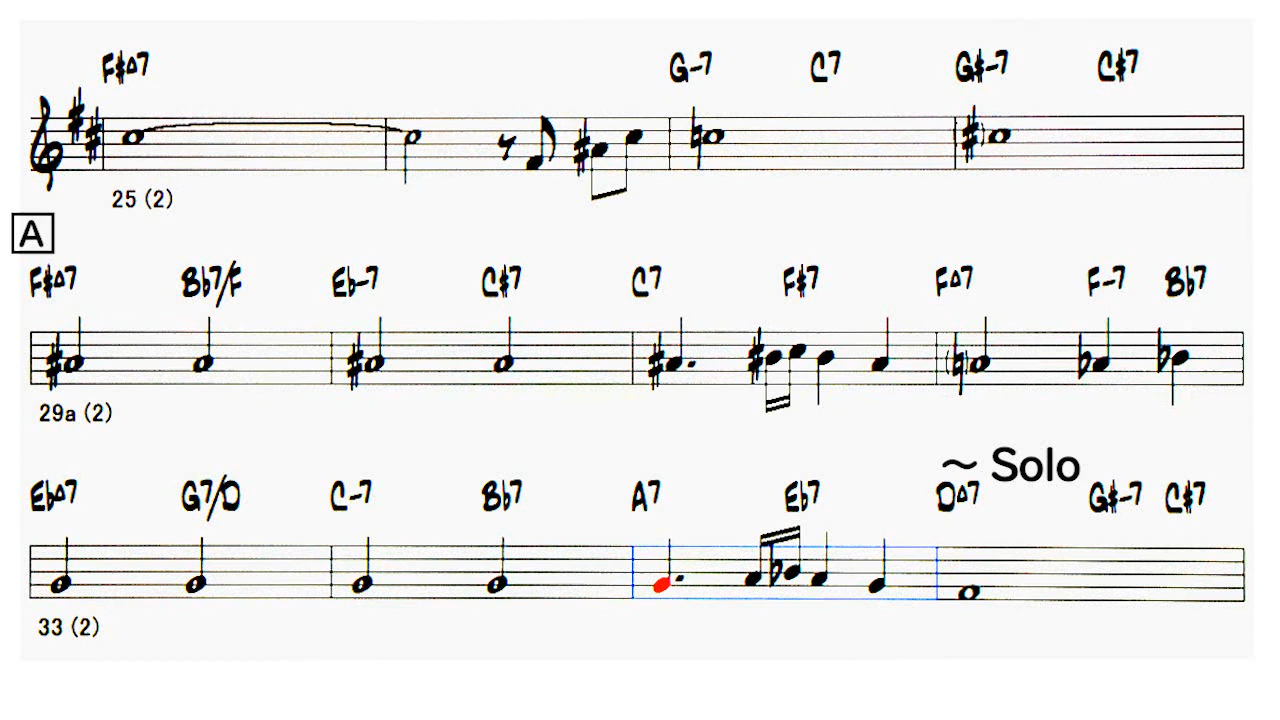 F#Δ7 G-7 C7 G#-7 C#7
25 (2)
A
F#Δ7 Bb7/F Eb-7 C#7 C7 F#7 FΔ7 F-7 Bb7
29a (2)
~ Solo
EbΔ7 G7/D C-7 Bb7 A7 Eb7 DΔ7 G#-7 C#7
33 (2)